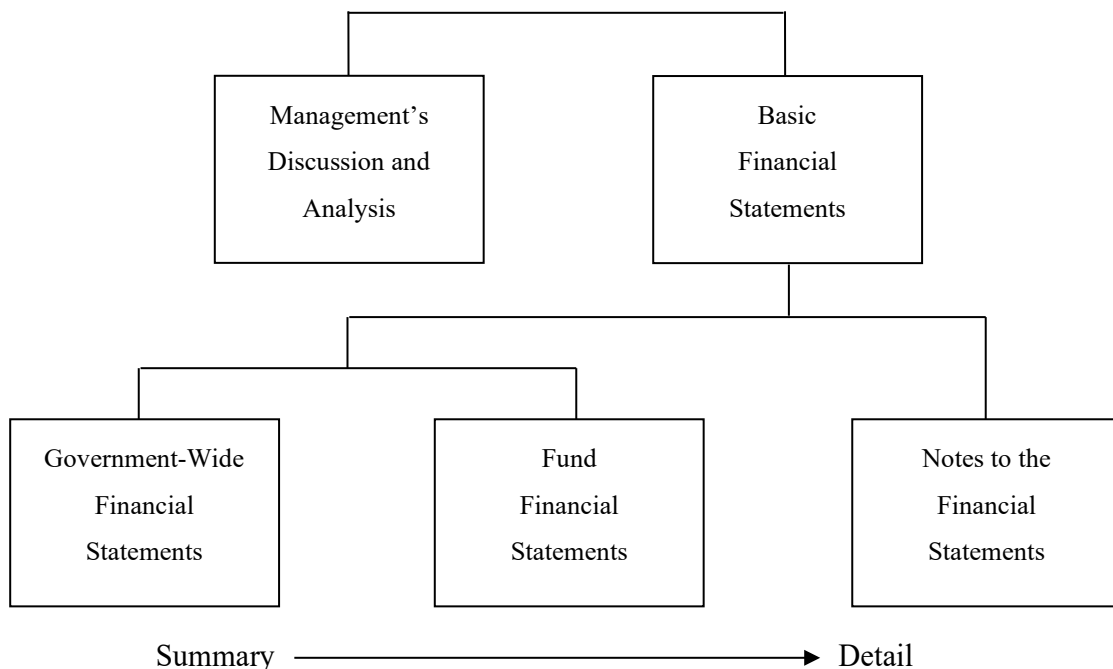 Management’s
Discussion and
Analysis
Basic
Financial
Statements
Government-Wide
Financial
Statements
Fund
Financial
Statements
Notes to the
Financial
Statements
Summary
Detail